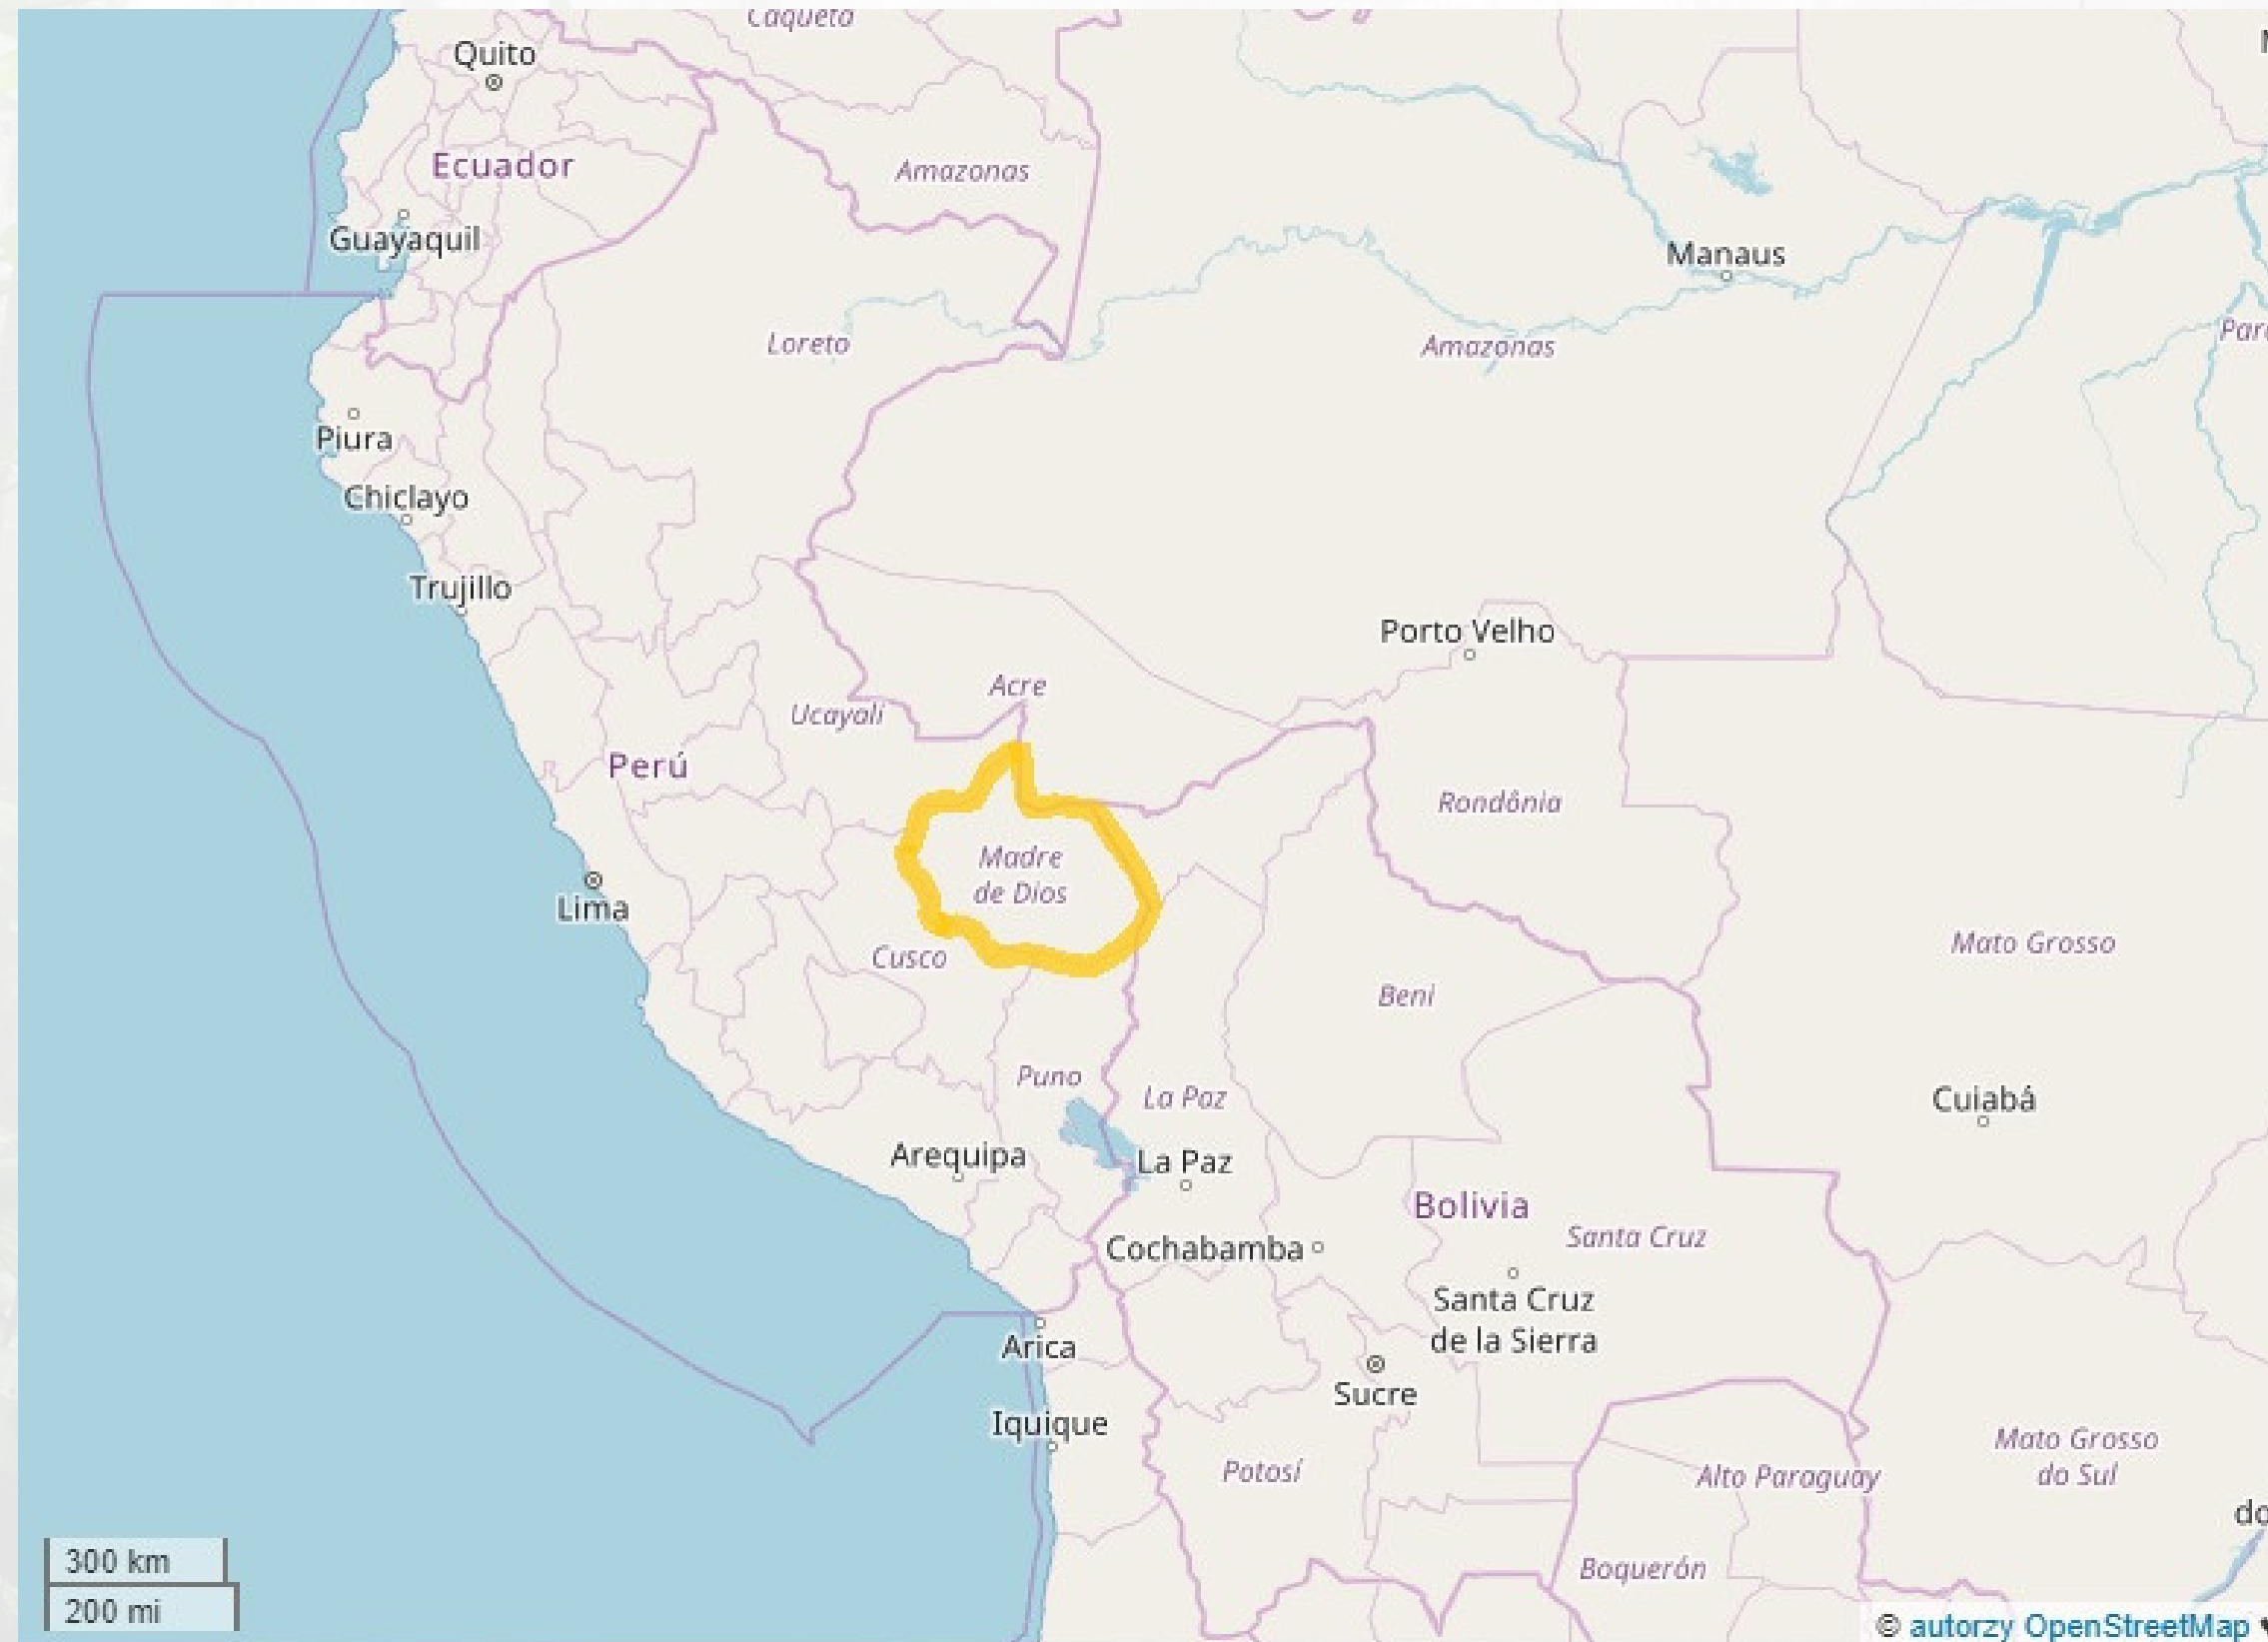 Caquetá
Quito
Ecuador
Amazonas
Guayaquil
Manaus
Loreto
Amazonas
Piura
Chiclayo
Trujillo
Porto Velho
Acre
Ucayali
Perú
Rondônia
Madre
de Dios
Lima
Cusco
Mato Grosso
Beni
Puno
La Paz
Cuiabá
Arequipa
La Paz
Bolivia
Santa Cruz
Cochabamba
Santa Cruz
de la Sierra
Arica
Sucre
Iquique
Mato Grosso
do Sul
Potosí
Alto Paraguay
300 km
Boquerón
200 mi
© autorzy OpenStreetMap